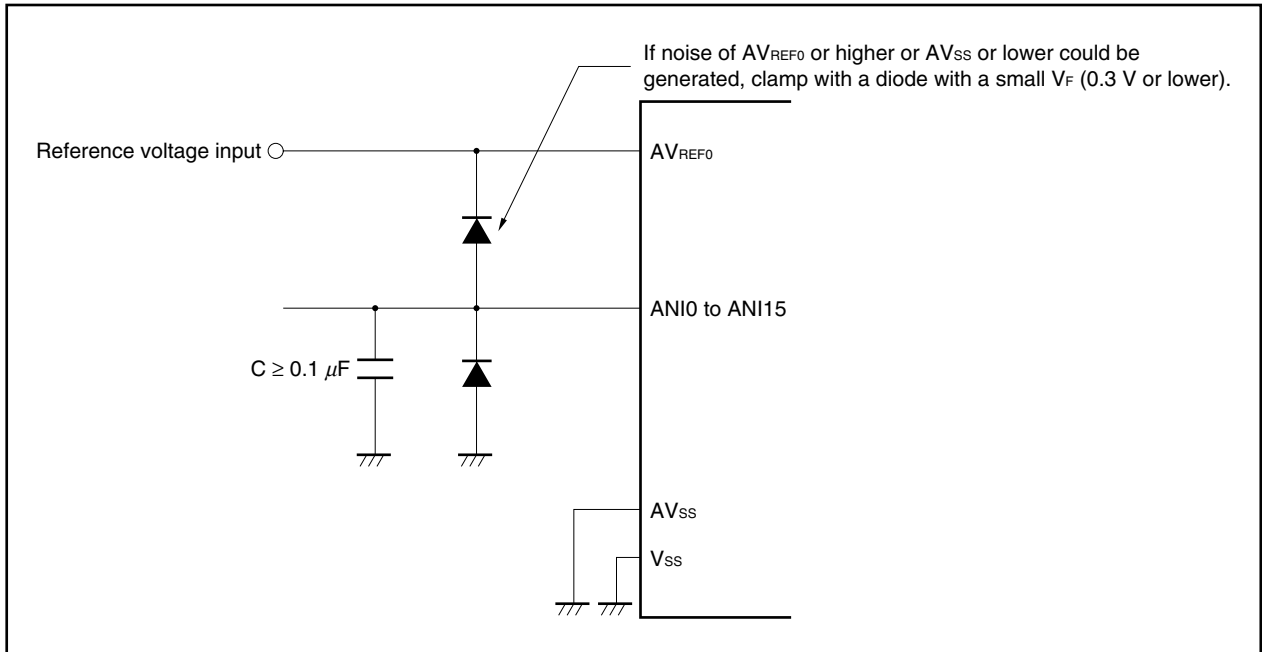 If noise of AVREF0 or higher or AVSS or lower could be
generated, clamp with a diode with a small VF (0.3 V or lower).
Reference voltage input
AVREF0
ANI0 to ANI15
C ≥ 0.1 μF
AVSS
VSS